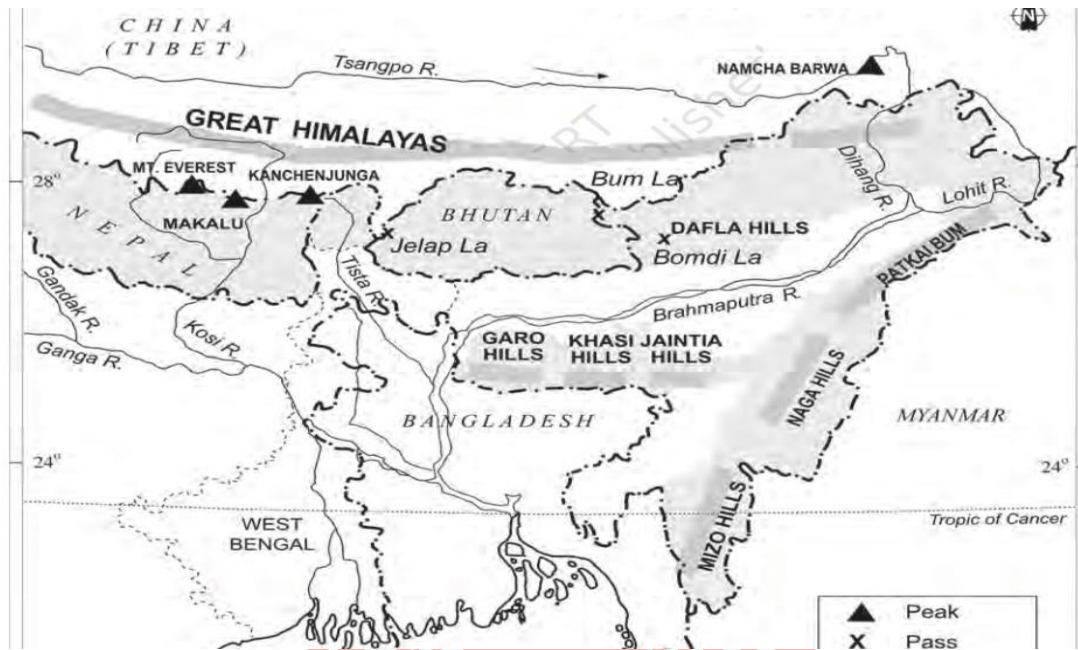 CHINA
(TIBET)
N
Tsangpo R.
NAMCHA BARWA
GREAT HIMALAYAS
28°
MT. EVEREST
KANCHENJUNGA
MAKALU
NEPAL
BHUTAN
Bum La
Jelap La
DAFLA HILLS
Bomdi La
Dihang R.
Lohit R.
PATKAI BUM
Tista R.
Gandak R.
Kosi R.
Ganga R.
Brahmaputra R.
GARO
HILLS
KHASI
HILLS
JAINTIA
HILLS
NAGA HILLS
BANGLADESH
MYANMAR
24°
24°
MIZO HILLS
WEST
BENGAL
Tropic of Cancer
Peak
Pass